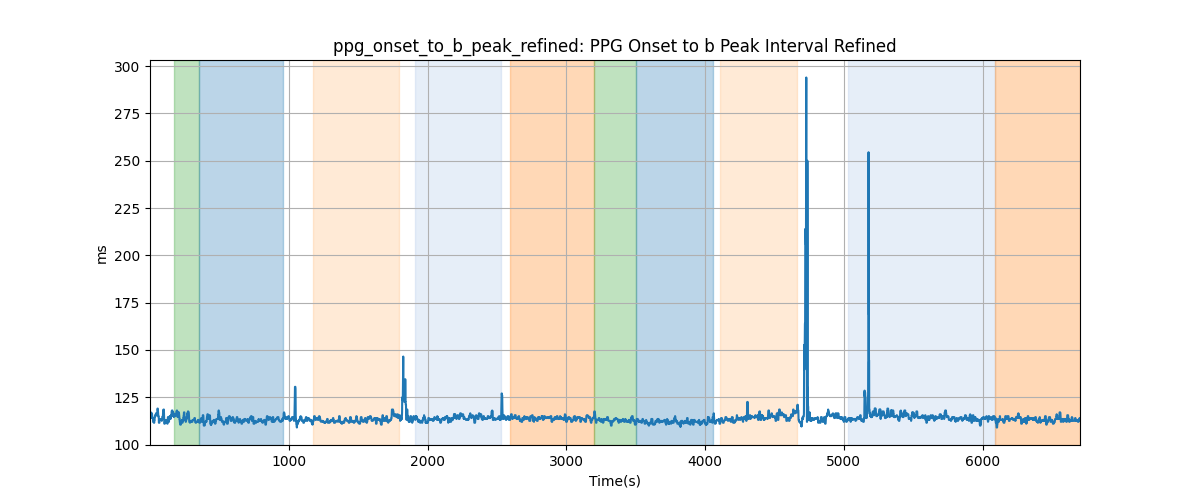 ppg_onset_to_b_peak_refined: PPG Onset to b Peak Interval Refined
300
275
250
225
200
175
150
125
100
ms
1000 2000 3000 4000 5000 6000
Time(s)